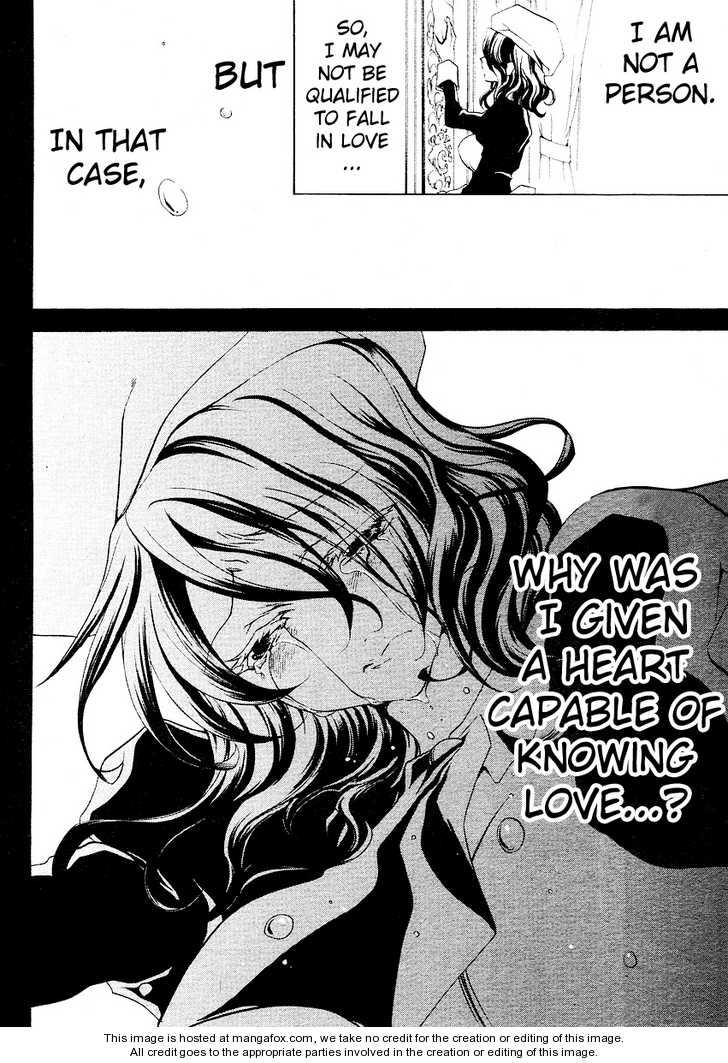 I AM
NOT A
PERSON.
SO,
I MAY
NOT BE
QUALIFIED
TO FALL
IN LOVE
...
BUT
IN THAT
CASE,
WHY WAS
I GIVEN
A HEART
CAPABLE OF
KNOWING
LOVE...?
This image is hosted at mangafox.com, we take no credit for the creation or editing of this image.
All credit goes to the appropriate parties involved in the creation or editing of this image.